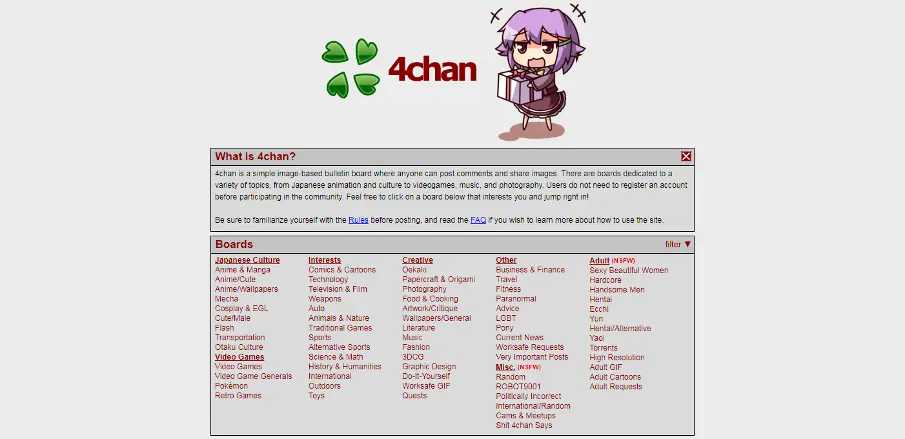 4chan
What is 4chan?
4chan is a simple image-based bulletin board where anyone can post comments and share images. There are boards dedicated to a
variety of topics, from Japanese animation and culture to videogames, music, and photography. Users do not need to register an account
before participating in the community. Feel free to click on a board below that interests you and jump right in!
Be sure to familiarize yourself with the Rules before posting, and read the FAQ if you wish to learn more about how to use the site.
Boards
filter ▼
Japanese Culture
Anime & Manga
Anime/Cute
Anime/Wallpapers
Mecha
Cosplay & EGL
Cute/Male
Flash
Transportation
Otaku Culture
Video Games
Video Games
Video Game Generals
Pokémon
Retro Games
Interests
Comics & Cartoons
Technology
Television & Film
Weapons
Auto
Animals & Nature
Traditional Games
Sports
Alternative Sports
Science & Math
History & Humanities
International
Outdoors
Toys
Creative
Oekaki
Papercraft & Origami
Photography
Food & Cooking
Artwork/Critique
Wallpapers/General
Literature
Music
Fashion
3DCG
Graphic Design
Do-It-Yourself
Worksafe GIF
Quests
Other
Business & Finance
Travel
Fitness
Paranormal
Advice
LGBT
Pony
Current News
Worksafe Requests
Very Important Posts
Misc. (NSFW)
Random
ROBOT9001
Politically Incorrect
International/Random
Cams & Meetups
Shit 4chan Says
Adult (NSFW)
Sexy Beautiful Women
Hardcore
Handsome Men
Hentai
Ecchi
Yuri
Hentai/Alternative
Yaoi
Torrents
High Resolution
Adult GIF
Adult Cartoons
Adult Requests